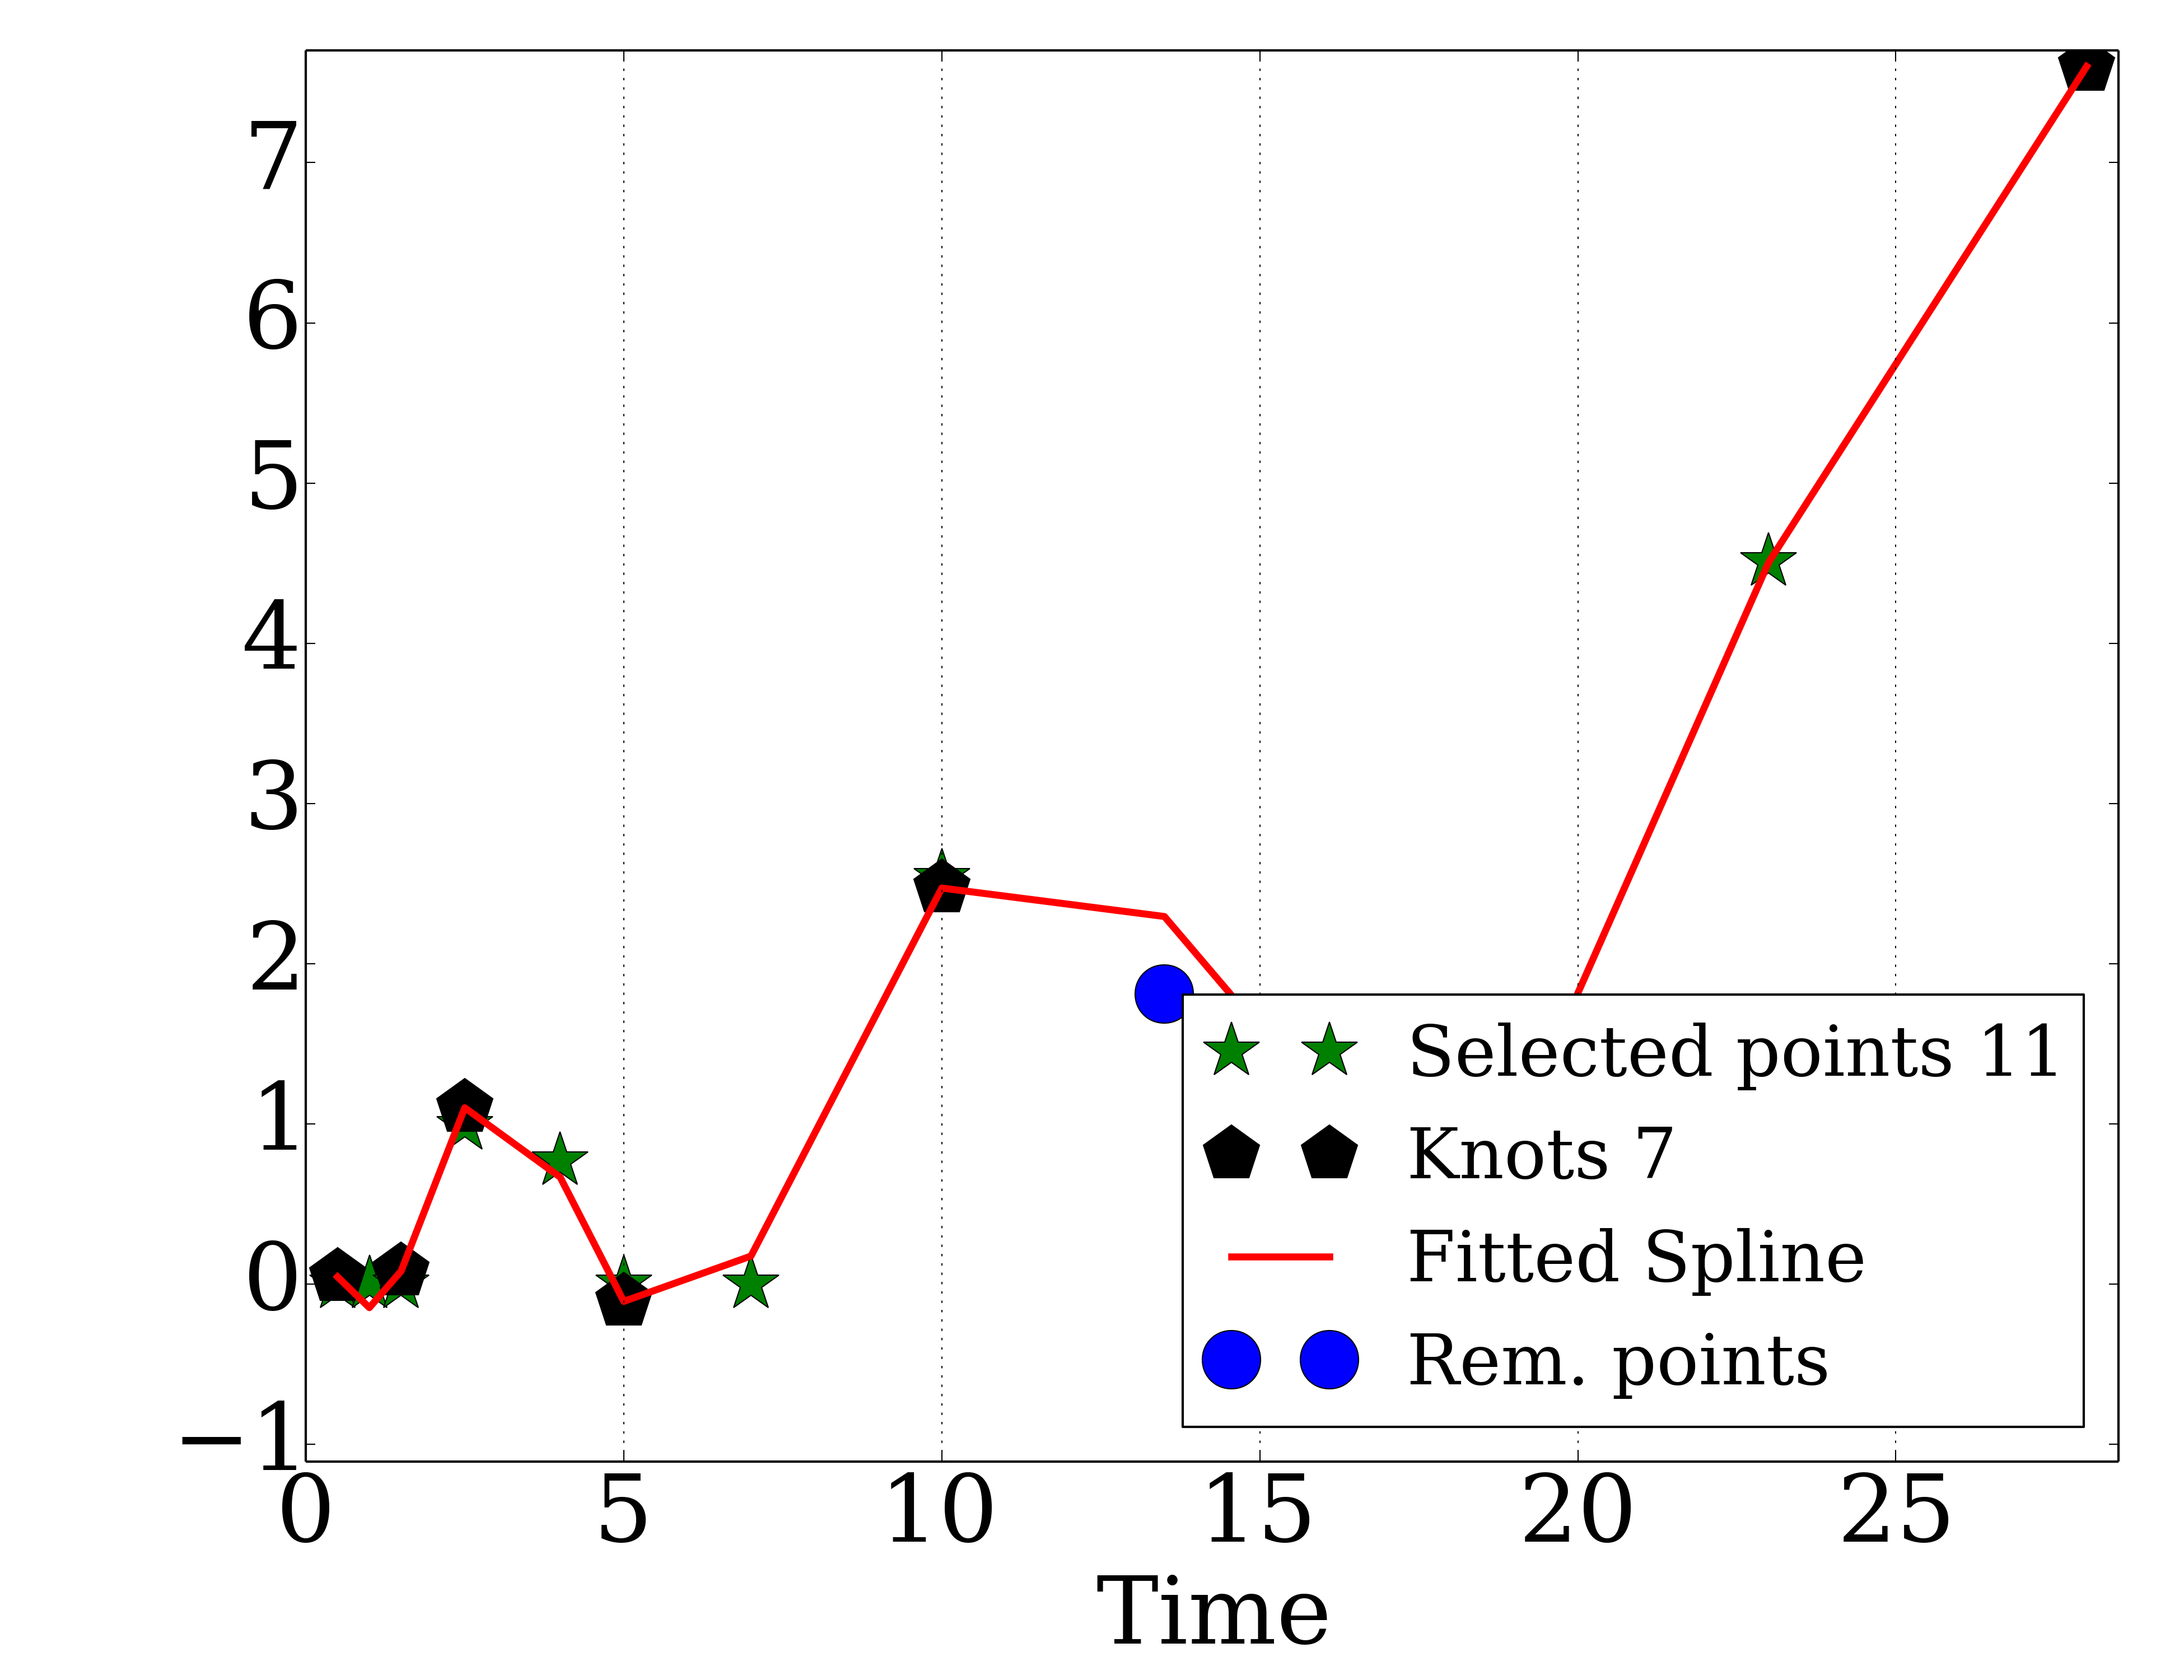 7
6
5
4
3
2
1
0
−1
Selected points 11
Knots 7
Fitted Spline
Rem. points
0 5 10 15 20 25
Time